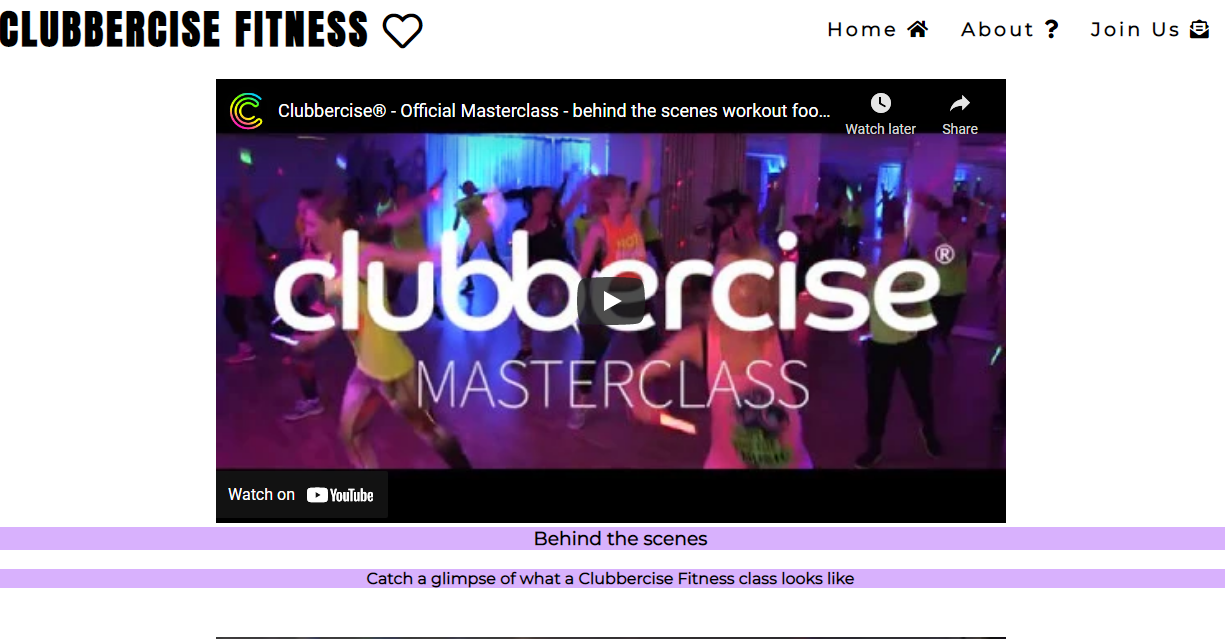 CLUBBERCISE FITNESS
Home
About
Join Us
Clubbercise® - Official Masterclass - behind the scenes workout foo...
Watch later
Share
clubbercise®
MASTERCLASS
Watch on YouTube
Behind the scenes
Catch a glimpse of what a Clubbercise Fitness class looks like